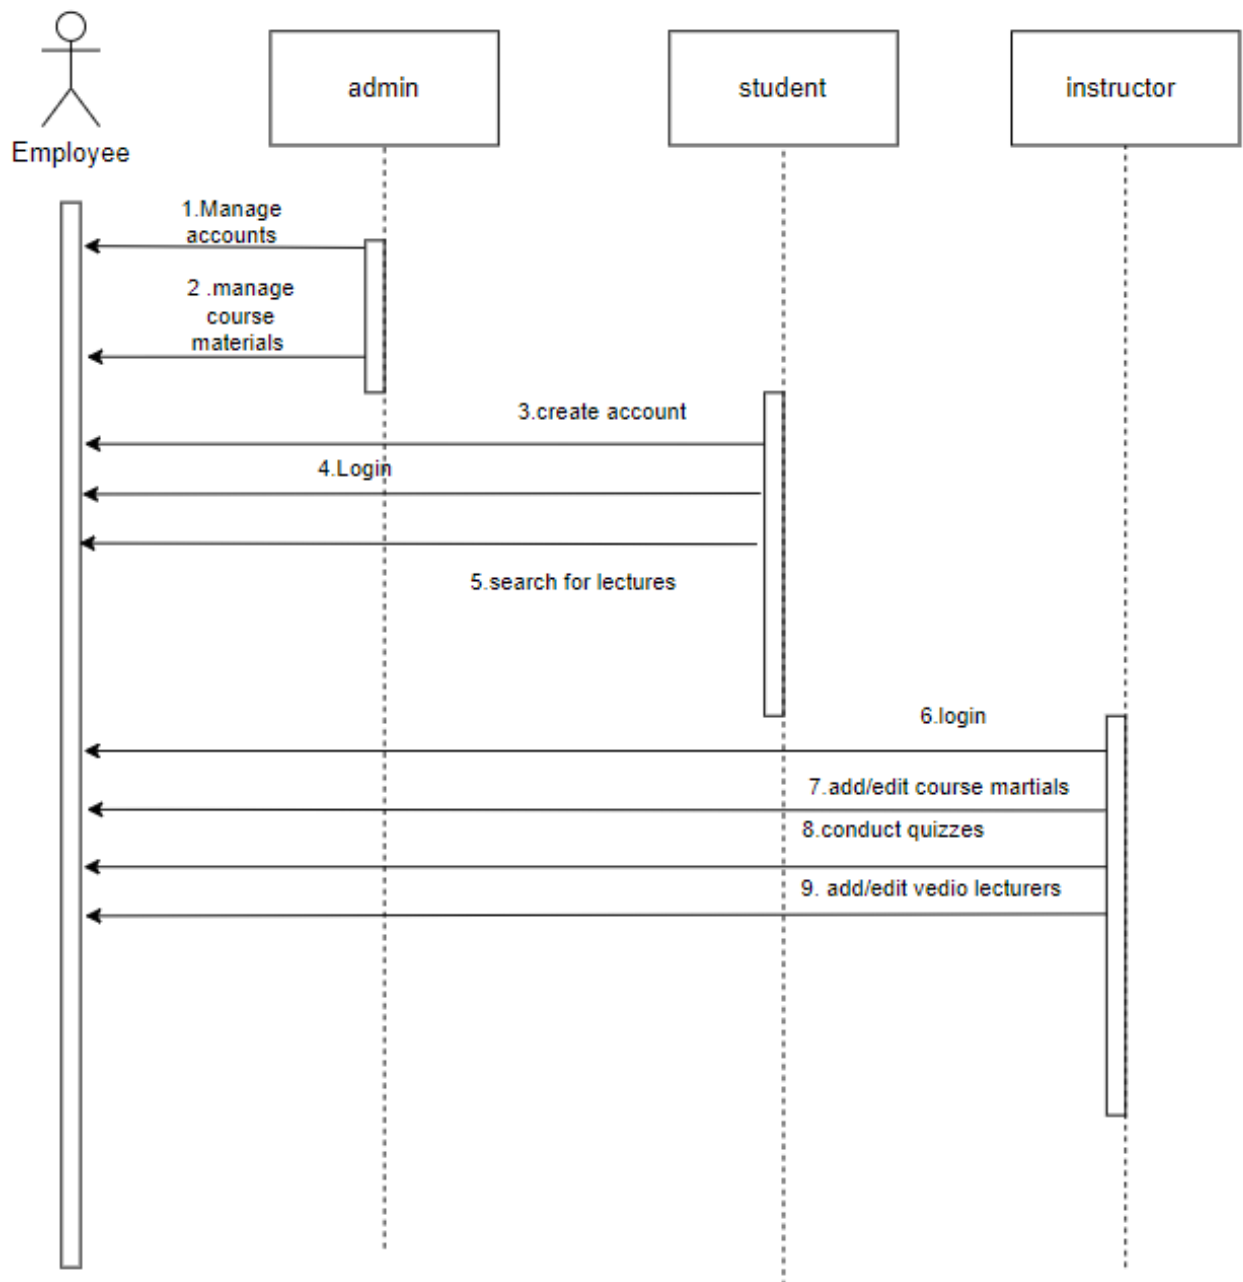 admin
student
instructor
Employee
1.Manage
accounts
2 .manage
course
materials
3.create account
4.Login
5.search for lectures
6.login
7.add/edit course martials
8.conduct quizzes
9. add/edit vedio lecturers